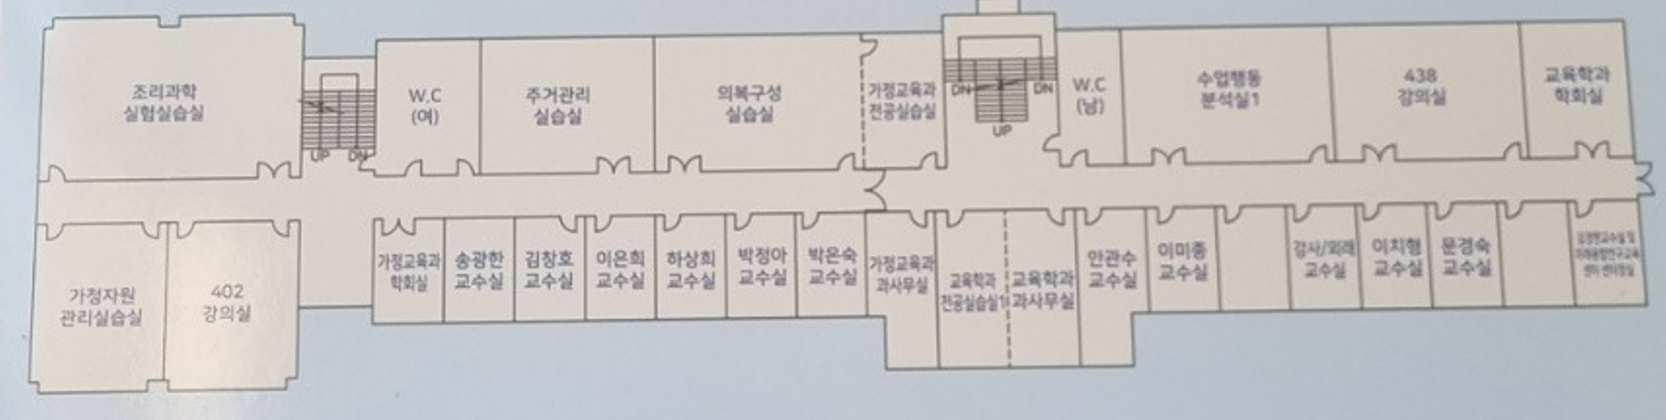 조리과학
실험실습실
UP DN
W.C
(여)
주거관리
실습실
의복구성
실습실
가정교육과
전공실습실
DN DN
UP
W.C
(남)
수업행동
분석실1
438
강의실
교육학과
학회실
가정자원
관리실습실
402
강의실
가정교육과
학회실
송광한
교수실
김창호
교수실
이은희
교수실
하상희
교수실
박정아
교수실
박은숙
교수실
가정교육과
과사무실
교육학과
전공실습실1
교육학과
과사무실
안관수
교수실
이미종
교수실
강사/외래
교수실
이지행
교수실
문경숙
교수실